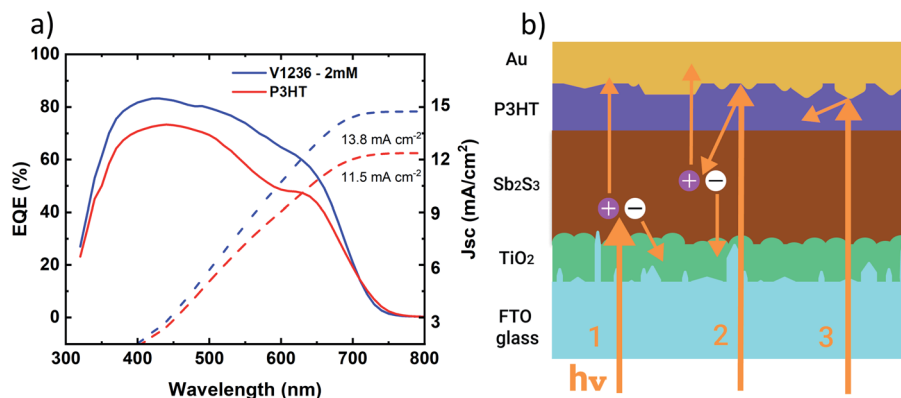 a)
100
80
60
40
20
0
EQE (%)
V1236 - 2mM
P3HT
13.8 mA cm⁻²
11.5 mA cm⁻²
15
12
9
6
3
Jsc (mA/cm²)
300 400 500 600 700 800
Wavelength (nm)
b)
Au
P3HT
Sb₂S₃
TiO₂
FTO
glass
+ −
+ −
1 2 3
hν